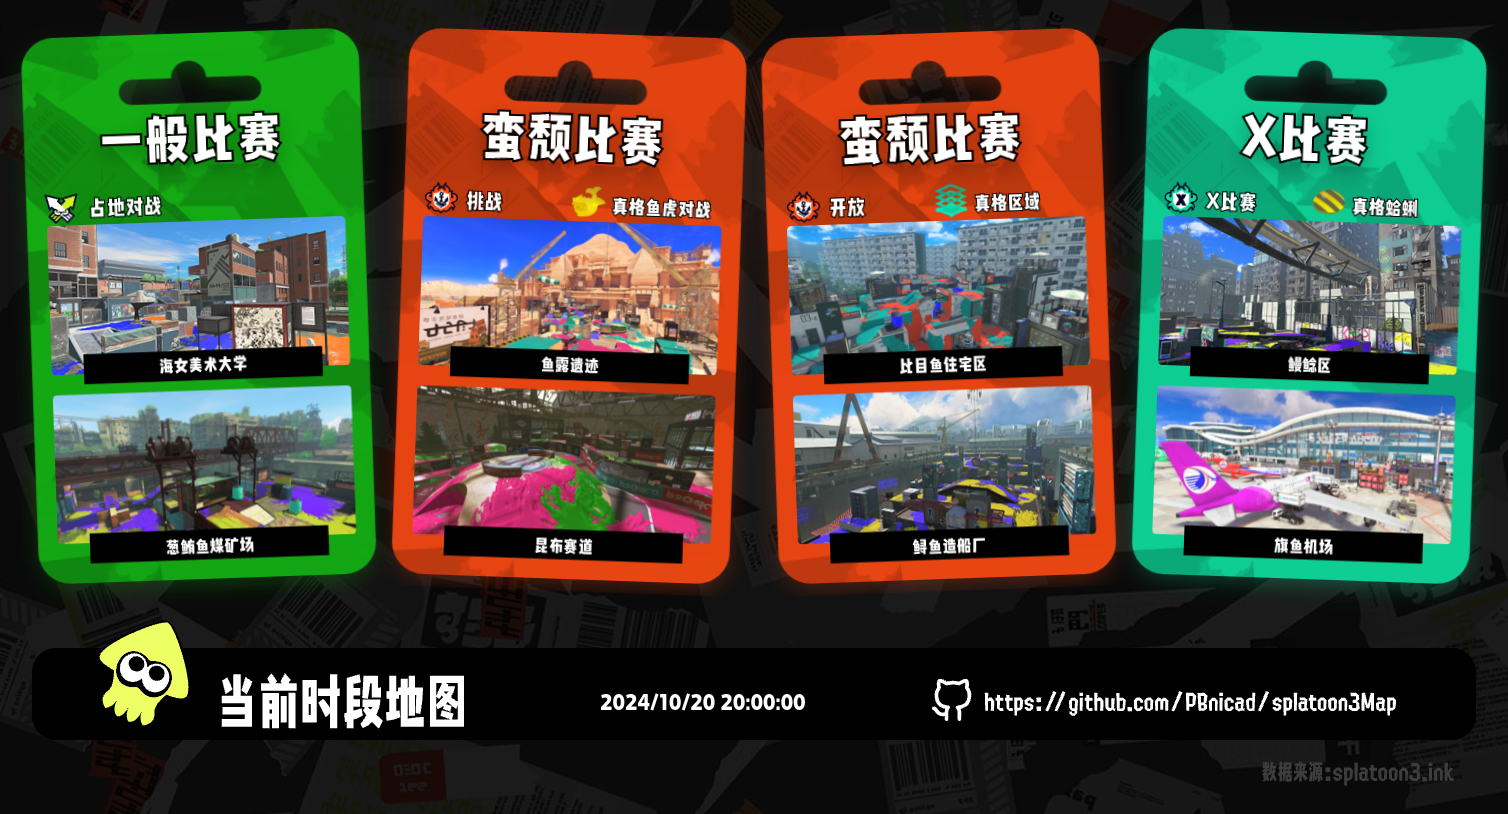 一般比赛
占地对战
海女美术大学
葱鲔鱼煤矿场
蛮颓比赛
挑战
真格鱼虎对战
鱼露遗迹
昆布赛道
蛮颓比赛
开放
真格区域
比目鱼住宅区
鲟鱼造船厂
X比赛
X比赛
真格蛤蜊
鳗鲶区
旗鱼机场
当前时段地图
2024/10/20 20:00:00
https://github.com/PBnicad/splatoon3Map
数据来源:splatoon3.ink